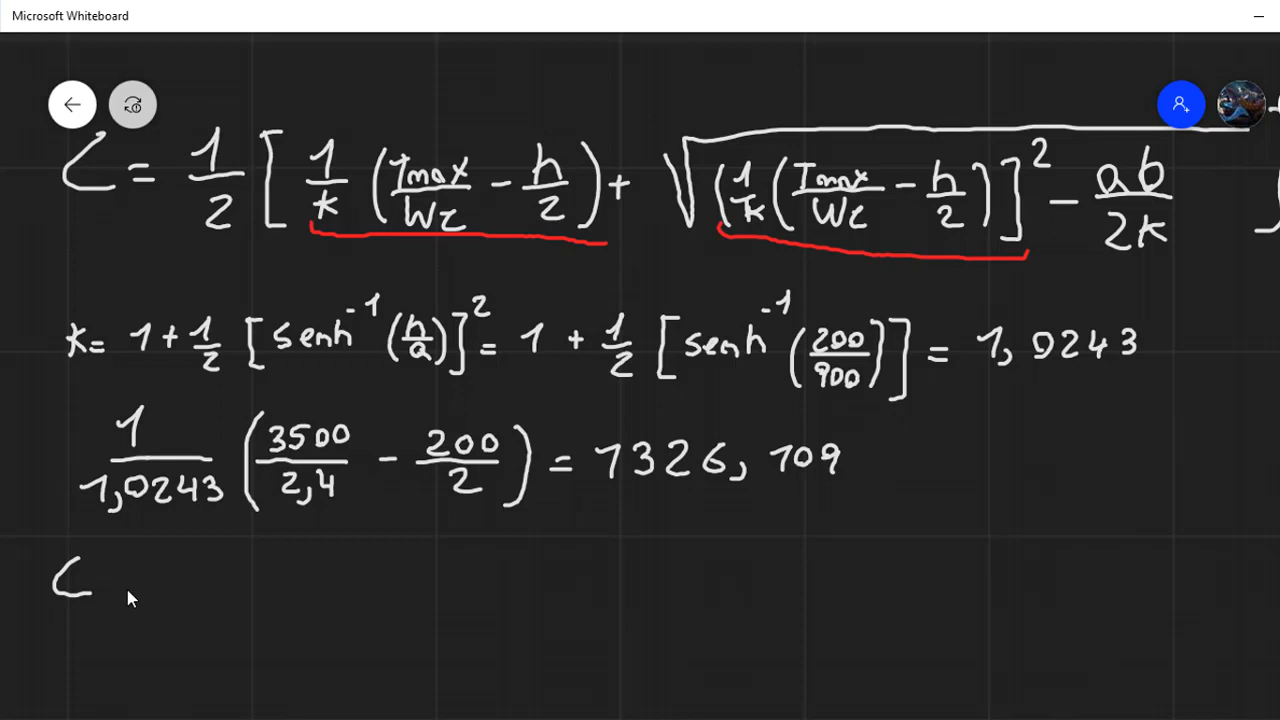 Microsoft Whiteboard
C = 1/2 [ 1/k (Tmax/Wc - h/2) + √( (1/k (Tmax/Wc - h/2) ]² - ab/2k ]
k = 1 + 1/2 [ senh⁻¹ (h/a) ]² = 1 + 1/2 [ senh⁻¹ (200/900) ] = 1,0243
1/1,0243 (3500/2,4 - 200/2) = 1326,109
C